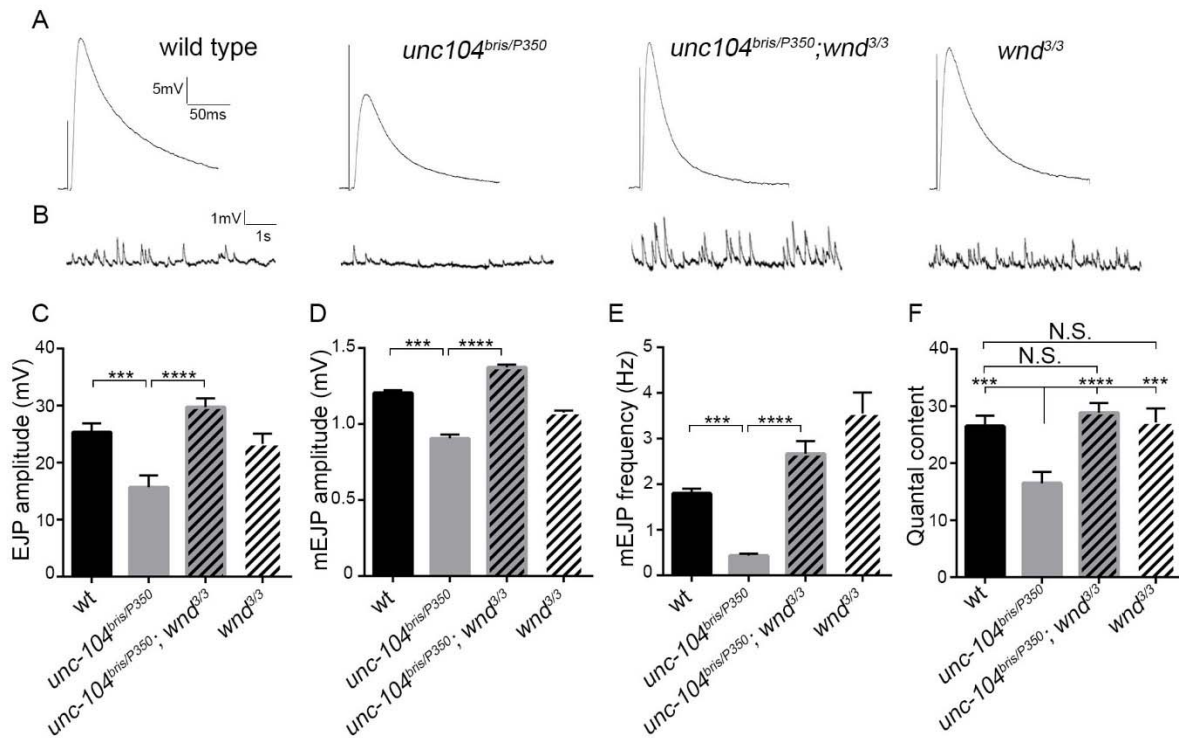 A
wild type
unc104bris/P350
unc104bris/P350;wnd3/3
wnd3/3
5mV
50ms
B
1mV
1s
C
EJP amplitude (mV)
40
30
20
10
0
***
****
wt
unc-104bris/P350
unc-104bris/P350; wnd3/3
wnd3/3
D
mEJP amplitude (mV)
1.5
1.0
0.5
0
***
****
wt
unc-104bris/P350
unc-104bris/P350; wnd3/3
wnd3/3
E
mEJP frequency (Hz)
5
4
3
2
1
0
***
****
wt
unc-104bris/P350
unc-104bris/P350; wnd3/3
wnd3/3
F
Quantal content
40
30
20
10
0
N.S.
N.S.
***
****
***
wt
unc-104bris/P350
unc-104bris/P350; wnd3/3
wnd3/3